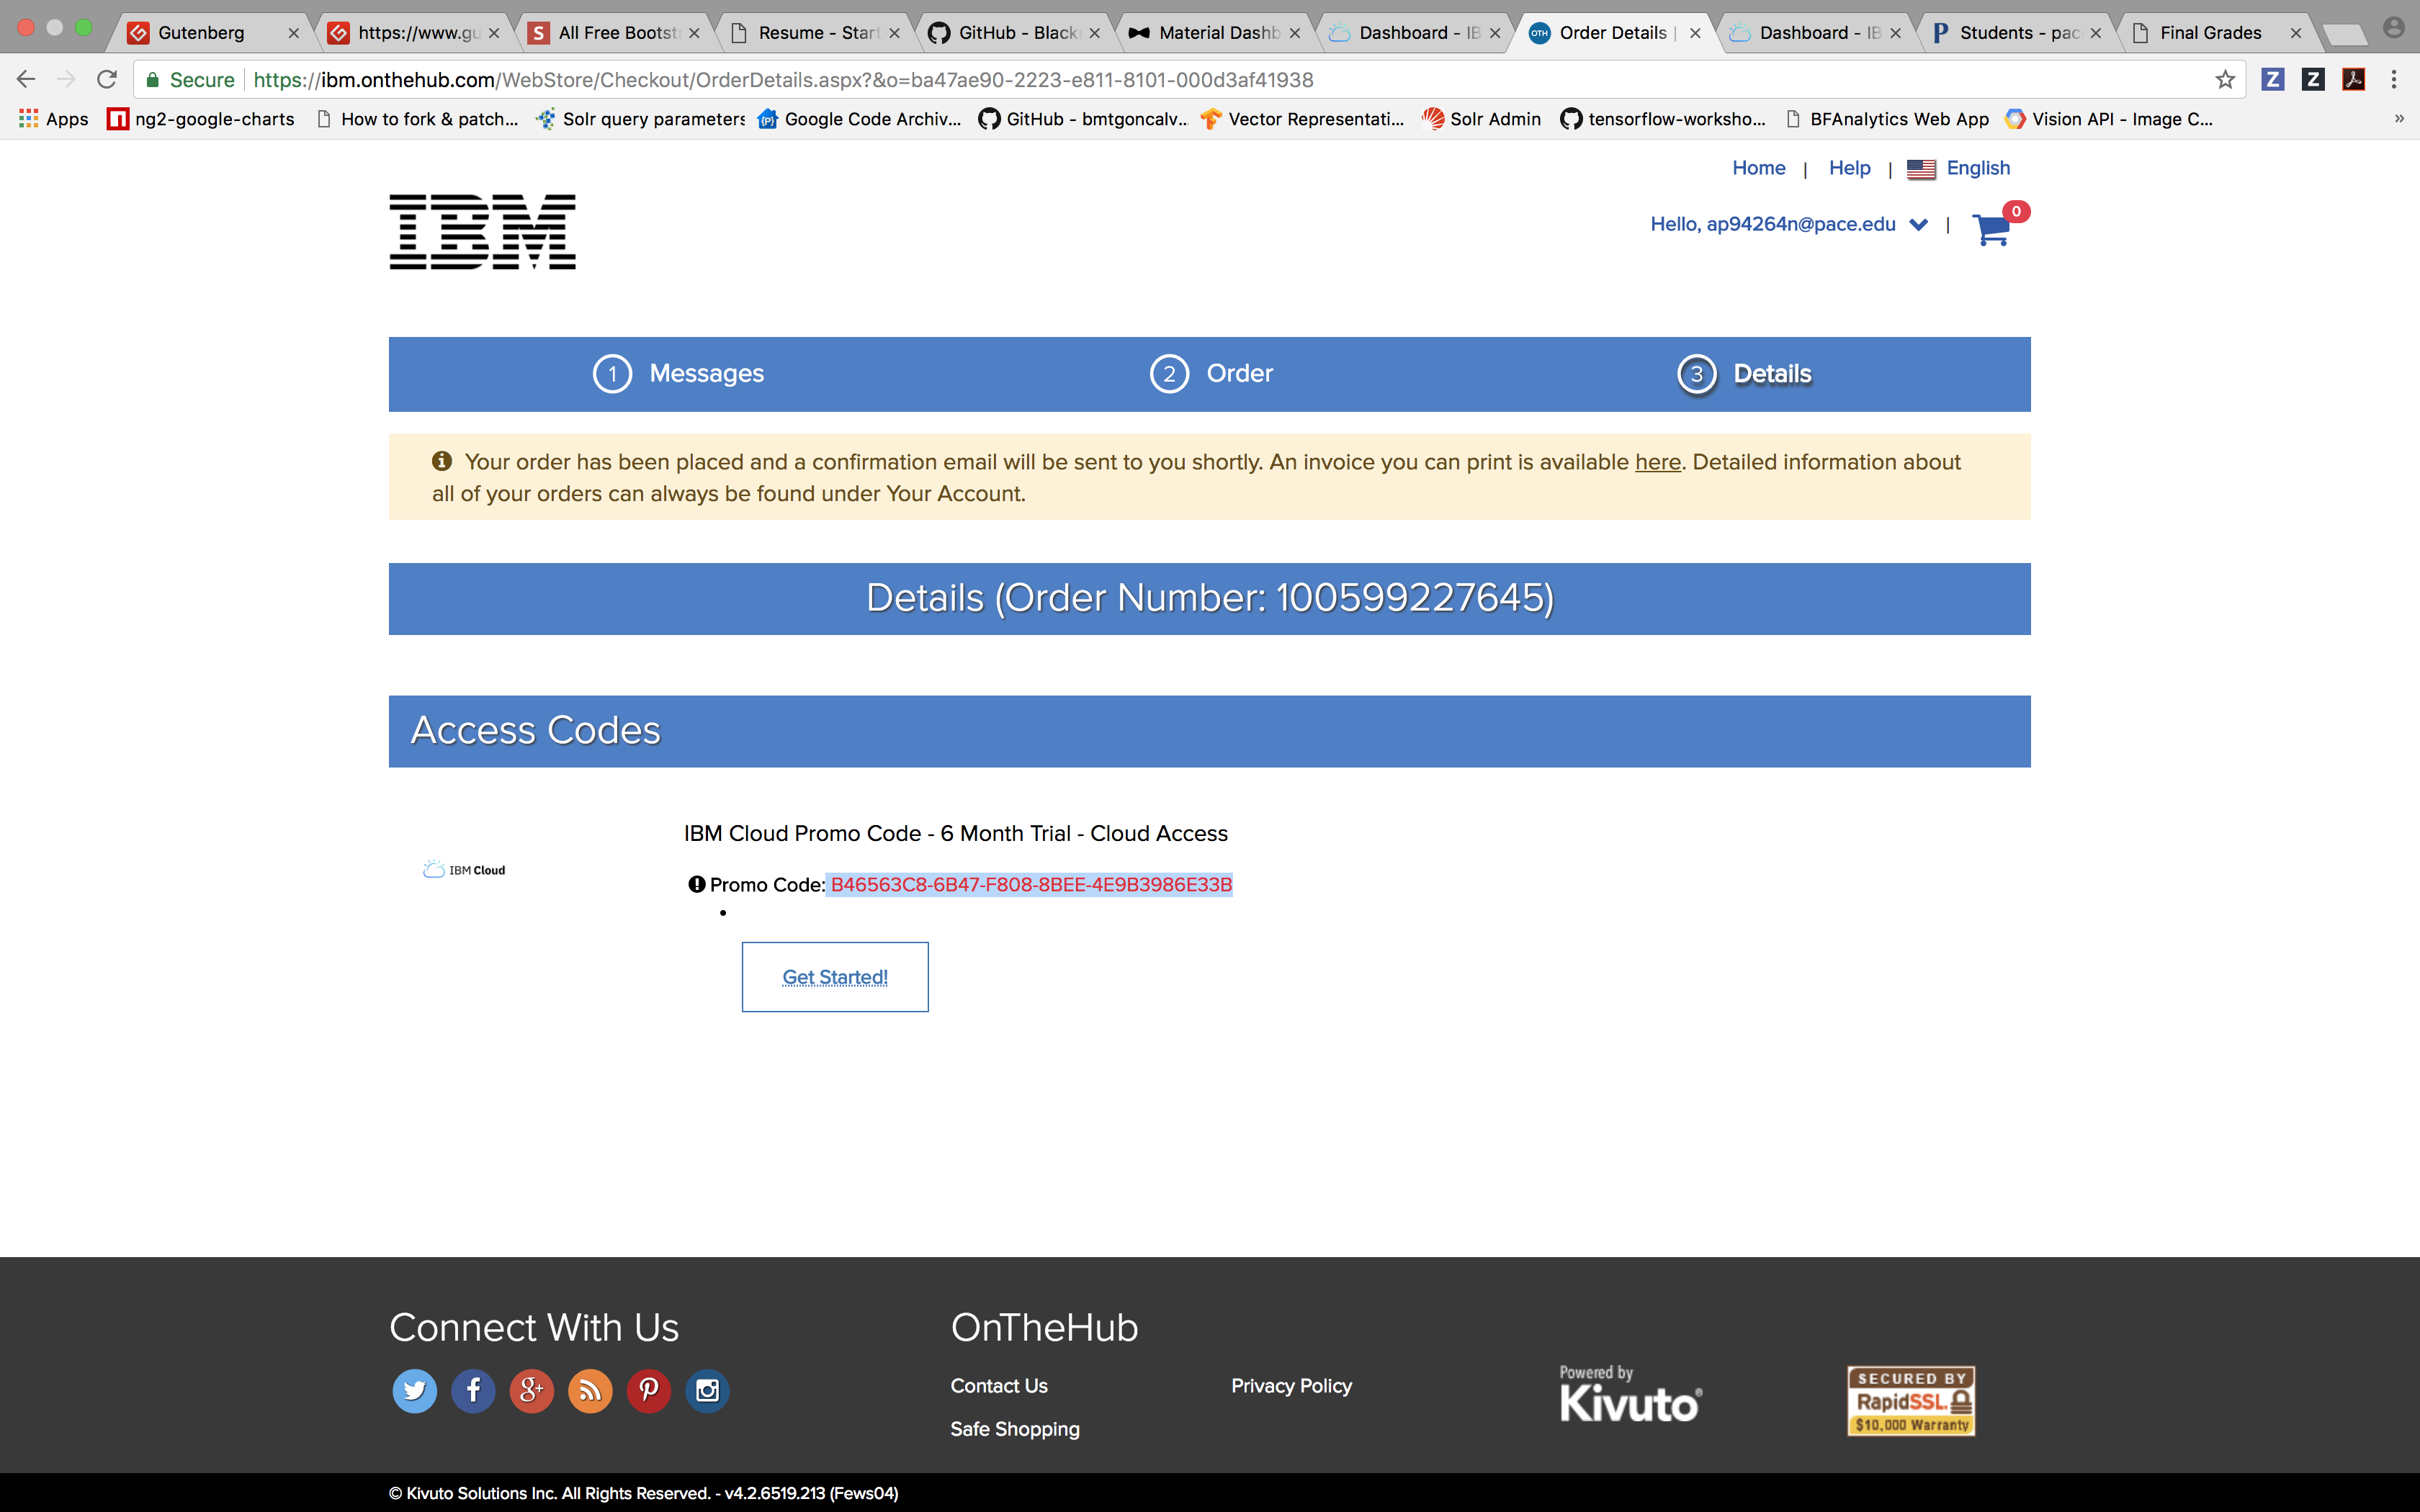 Gutenberg
https://www.gu
All Free Bootst
Resume - Start
GitHub - Black
Material Dashb
Dashboard - IB
OTH Order Details |
Dashboard - IB
Students - pac
Final Grades
Secure https://ibm.onthehub.com/WebStore/Checkout/OrderDetails.aspx?&o=ba47ae90-2223-e811-8101-000d3af41938
Apps ng2-google-charts How to fork & patch... Solr query parameters Google Code Archiv... GitHub - bmtgoncalv... Vector Representati... Solr Admin tensorflow-worksho... BFAnalytics Web App Vision API - Image C... »
Home | Help | English
IBM
Hello, ap94264n@pace.edu | 0
1 Messages 2 Order 3 Details
Your order has been placed and a confirmation email will be sent to you shortly. An invoice you can print is available here. Detailed information about
all of your orders can always be found under Your Account.
Details (Order Number: 100599227645)
Access Codes
IBM Cloud Promo Code - 6 Month Trial - Cloud Access
IBM Cloud
Promo Code: B46563C8-6B47-F808-8BEE-4E9B3986E33B
Get Started!
Connect With Us
OnTheHub
Contact Us
Privacy Policy
Safe Shopping
Powered by
Kivuto®
SECURED BY
RapidSSL.
$10,000 Warranty
© Kivuto Solutions Inc. All Rights Reserved. - v4.2.6519.213 (Fews04)